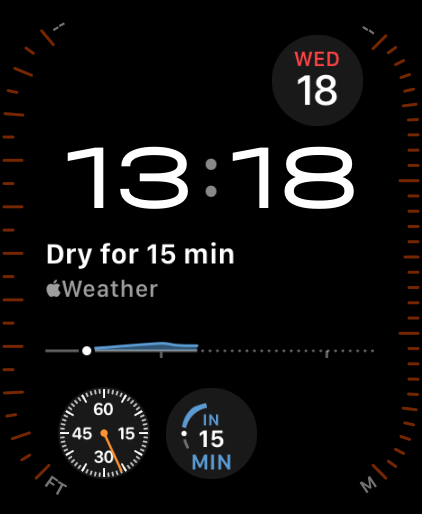 --
--
WED
18
13:18
Dry for 15 min
Weather
60
45 15
30
IN
15
MIN
FT
M